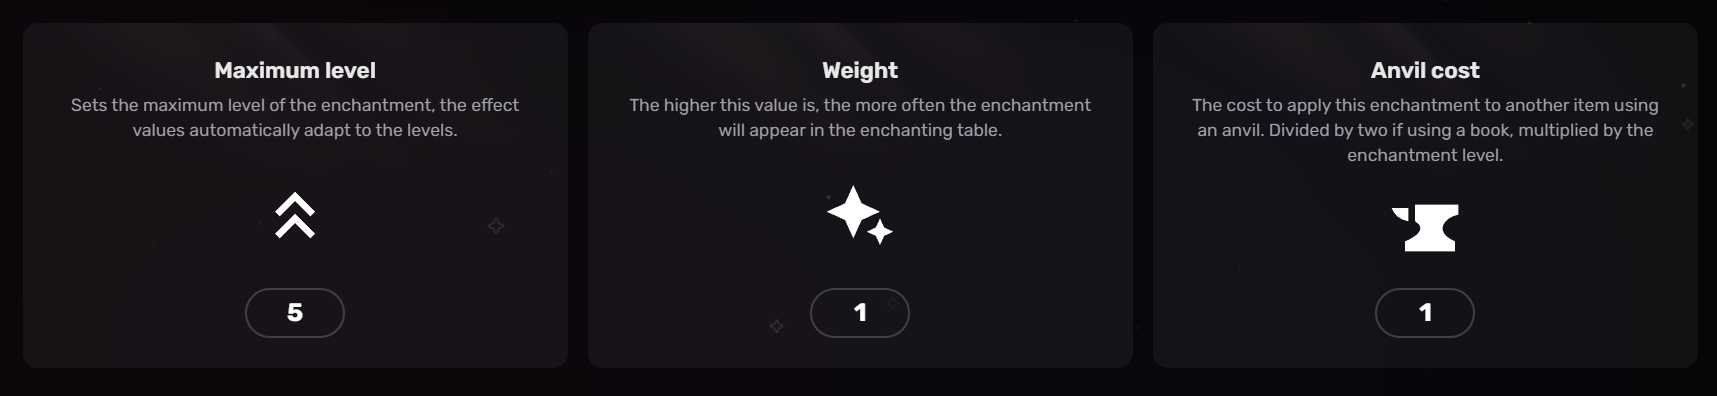 Maximum level
Sets the maximum level of the enchantment, the effect
values automatically adapt to the levels.
5
Weight
The higher this value is, the more often the enchantment
will appear in the enchanting table.
1
Anvil cost
The cost to apply this enchantment to another item using
an anvil. Divided by two if using a book, multiplied by the
enchantment level.
1